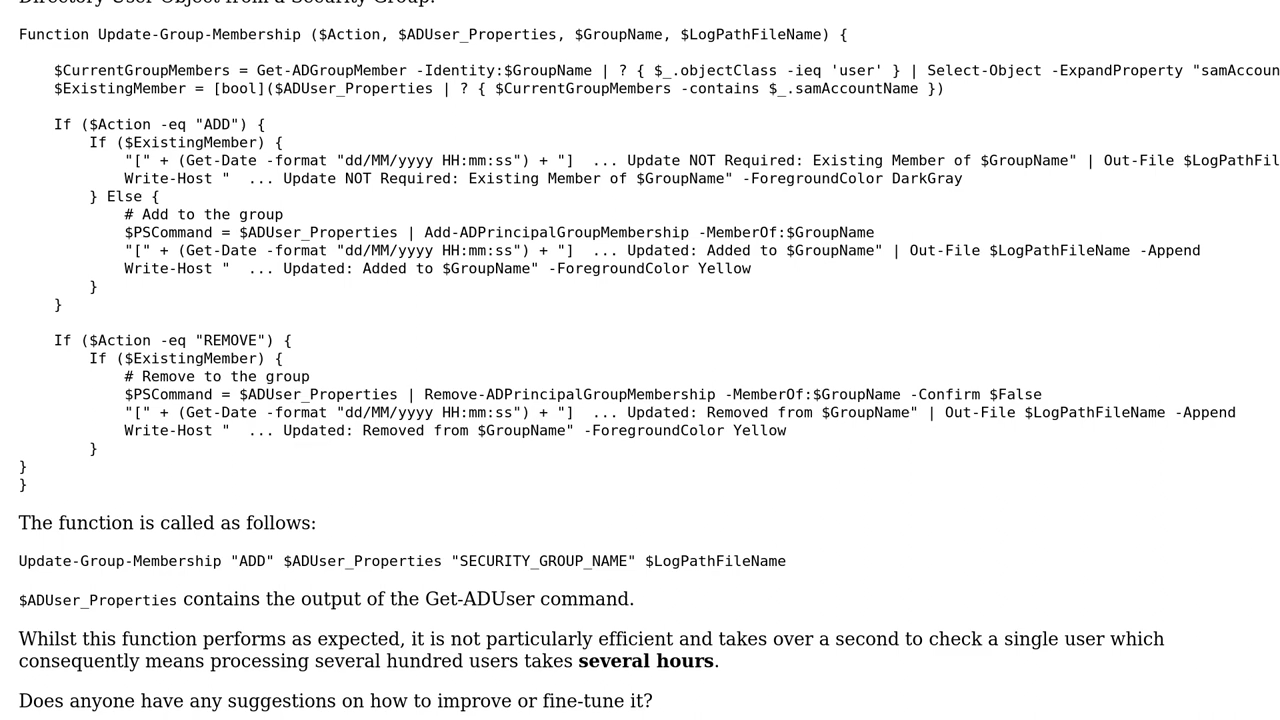 Directory User Object from a Security Group:
Function Update-Group-Membership ($Action, $ADUser_Properties, $GroupName, $LogPathFileName) {
    $CurrentGroupMembers = Get-ADGroupMember -Identity:$GroupName | ? { $_.objectClass -ieq 'user' } | Select-Object -ExpandProperty "samAccoun
    $ExistingMember = [bool]($ADUser_Properties | ? { $CurrentGroupMembers -contains $_.samAccountName })
    If ($Action -eq "ADD") {
        If ($ExistingMember) {
            "[" + (Get-Date -format "dd/MM/yyyy HH:mm:ss") + "]  ... Update NOT Required: Existing Member of $GroupName" | Out-File $LogPathFil
            Write-Host "  ... Update NOT Required: Existing Member of $GroupName" -ForegroundColor DarkGray
        } Else {
            # Add to the group
            $PSCommand = $ADUser_Properties | Add-ADPrincipalGroupMembership -MemberOf:$GroupName
            "[" + (Get-Date -format "dd/MM/yyyy HH:mm:ss") + "]  ... Updated: Added to $GroupName" | Out-File $LogPathFileName -Append
            Write-Host "  ... Updated: Added to $GroupName" -ForegroundColor Yellow
        }
    }
    If ($Action -eq "REMOVE") {
        If ($ExistingMember) {
            # Remove to the group
            $PSCommand = $ADUser_Properties | Remove-ADPrincipalGroupMembership -MemberOf:$GroupName -Confirm $False
            "[" + (Get-Date -format "dd/MM/yyyy HH:mm:ss") + "]  ... Updated: Removed from $GroupName" | Out-File $LogPathFileName -Append
            Write-Host "  ... Updated: Removed from $GroupName" -ForegroundColor Yellow
        }
}
}
The function is called as follows:
Update-Group-Membership "ADD" $ADUser_Properties "SECURITY_GROUP_NAME" $LogPathFileName
$ADUser_Properties contains the output of the Get-ADUser command.
Whilst this function performs as expected, it is not particularly efficient and takes over a second to check a single user which
consequently means processing several hundred users takes several hours.
Does anyone have any suggestions on how to improve or fine-tune it?